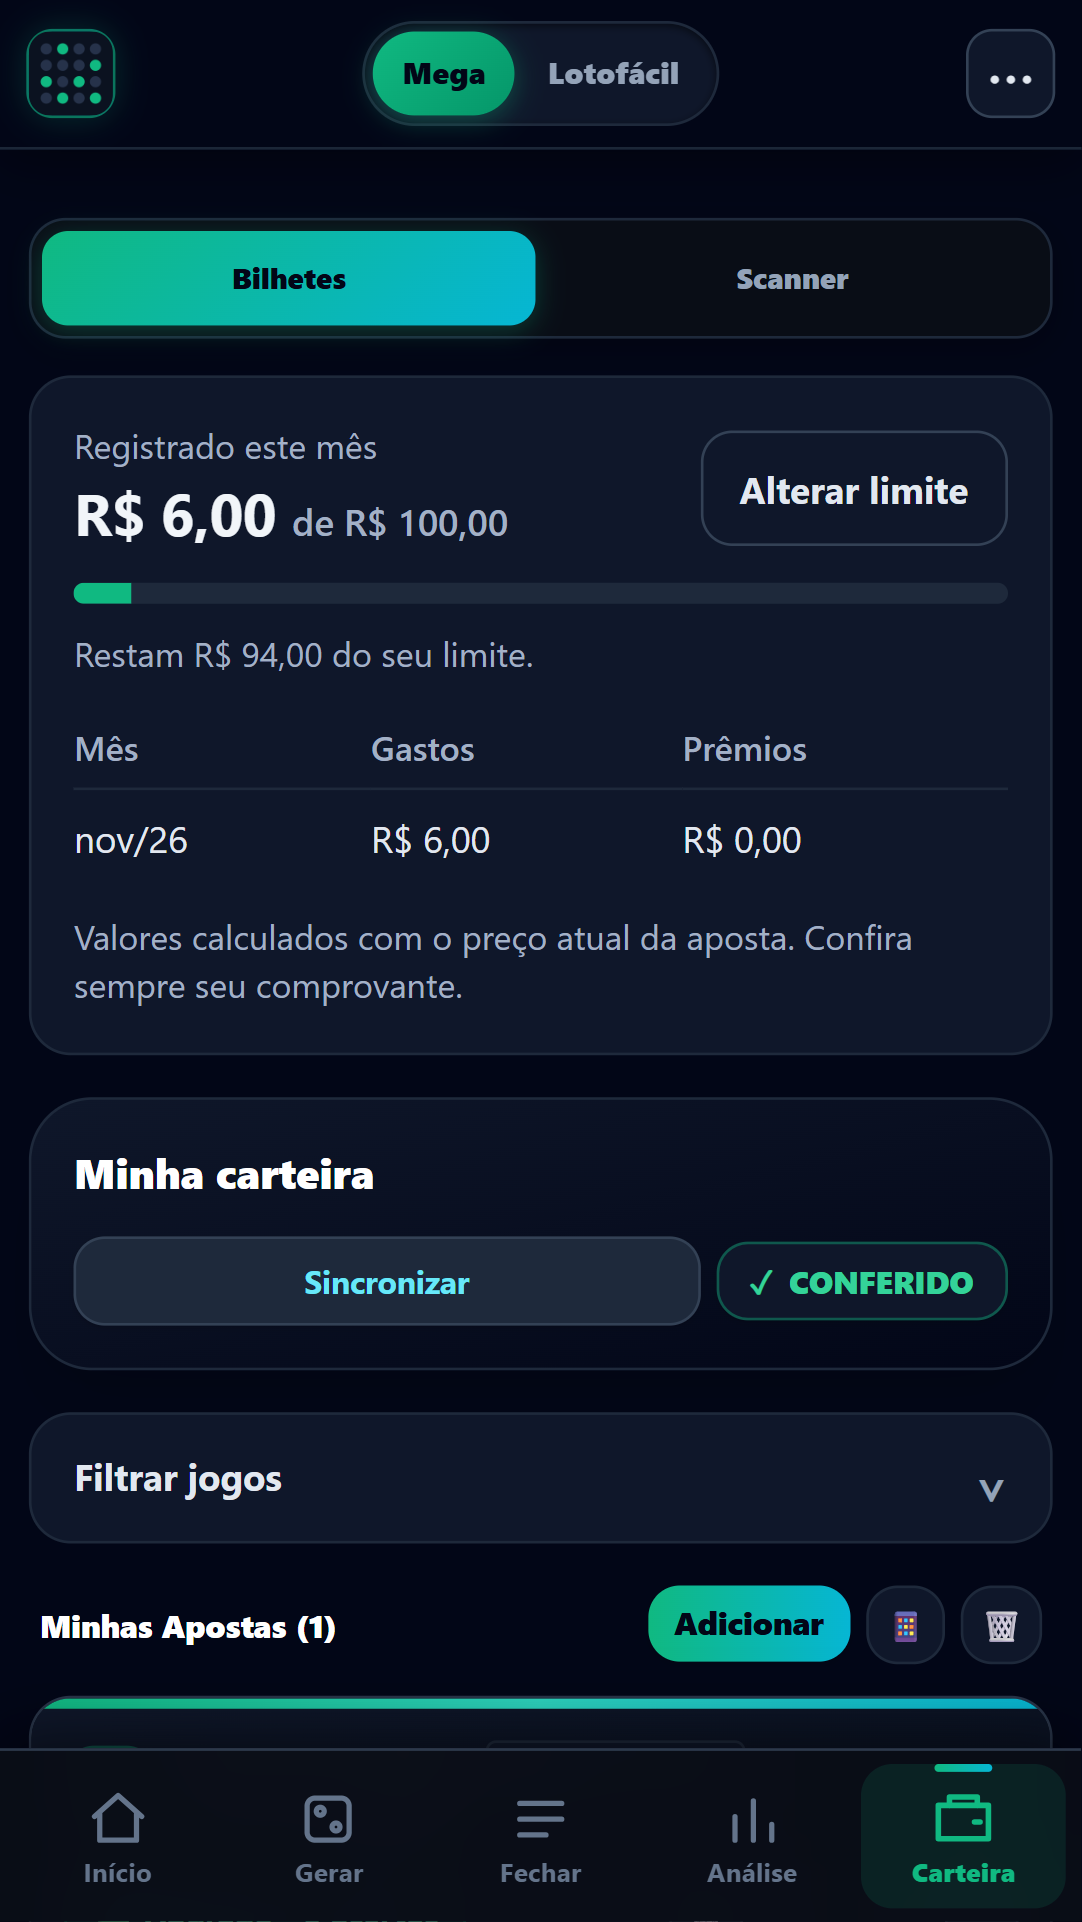 Mega
Lotofácil
Bilhetes
Scanner
Registrado este mês
R$ 6,00 de R$ 100,00
Alterar limite
Restam R$ 94,00 do seu limite.
Mês Gastos Prêmios
nov/26 R$ 6,00 R$ 0,00
Valores calculados com o preço atual da aposta. Confira
sempre seu comprovante.
Minha carteira
Sincronizar
✓ CONFERIDO
Filtrar jogos
Minhas Apostas (1)
Adicionar
Início
Gerar
Fechar
Análise
Carteira